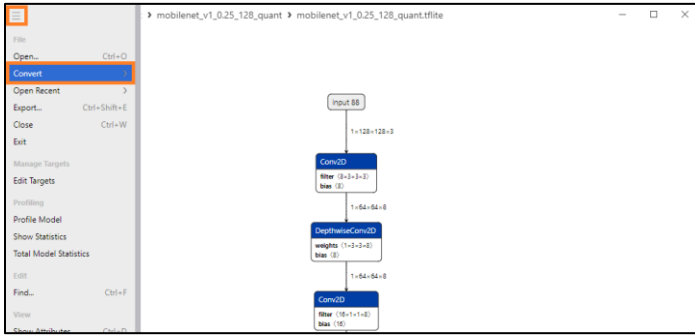 › mobilenet_v1_0.25_128_quant › mobilenet_v1_0.25_128_quant.tflite
File
Open... Ctrl+O
Convert
Open Recent
Export... Ctrl+Shift+E
Close Ctrl+W
Exit
Manage Targets
Edit Targets
Profiling
Profile Model
Show Statistics
Total Model Statistics
Edit
Find... Ctrl+F
View
Show Attributes Ctrl+D
Input 88
1×128×128×3
Conv2D
filter ⟨8×3×3×3⟩
bias ⟨8⟩
1×64×64×8
DepthwiseConv2D
weights ⟨1×3×3×8⟩
bias ⟨8⟩
1×64×64×8
Conv2D
filter ⟨16×1×1×8⟩
bias ⟨16⟩